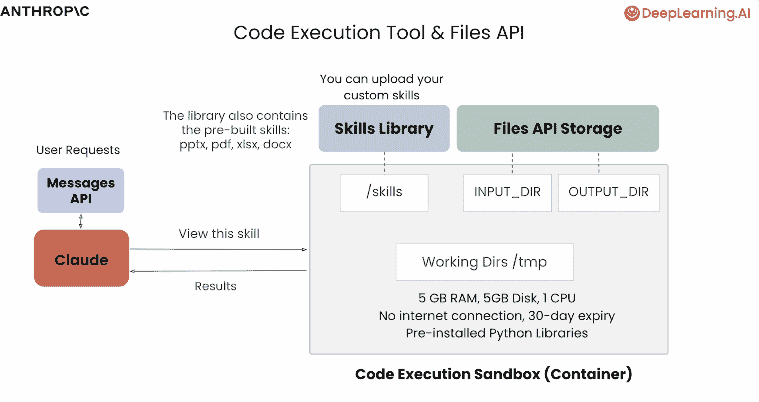 ANTHROP\C
DeepLearning.AI
Code Execution Tool & Files API
You can upload your
custom skills
The library also contains
the pre-built skills:
pptx, pdf, xlsx, docx
Skills Library
Files API Storage
User Requests
Messages
API
/skills
INPUT_DIR
OUTPUT_DIR
View this skill
Claude
Results
Working Dirs /tmp
5 GB RAM, 5GB Disk, 1 CPU
No internet connection, 30-day expiry
Pre-installed Python Libraries
Code Execution Sandbox (Container)